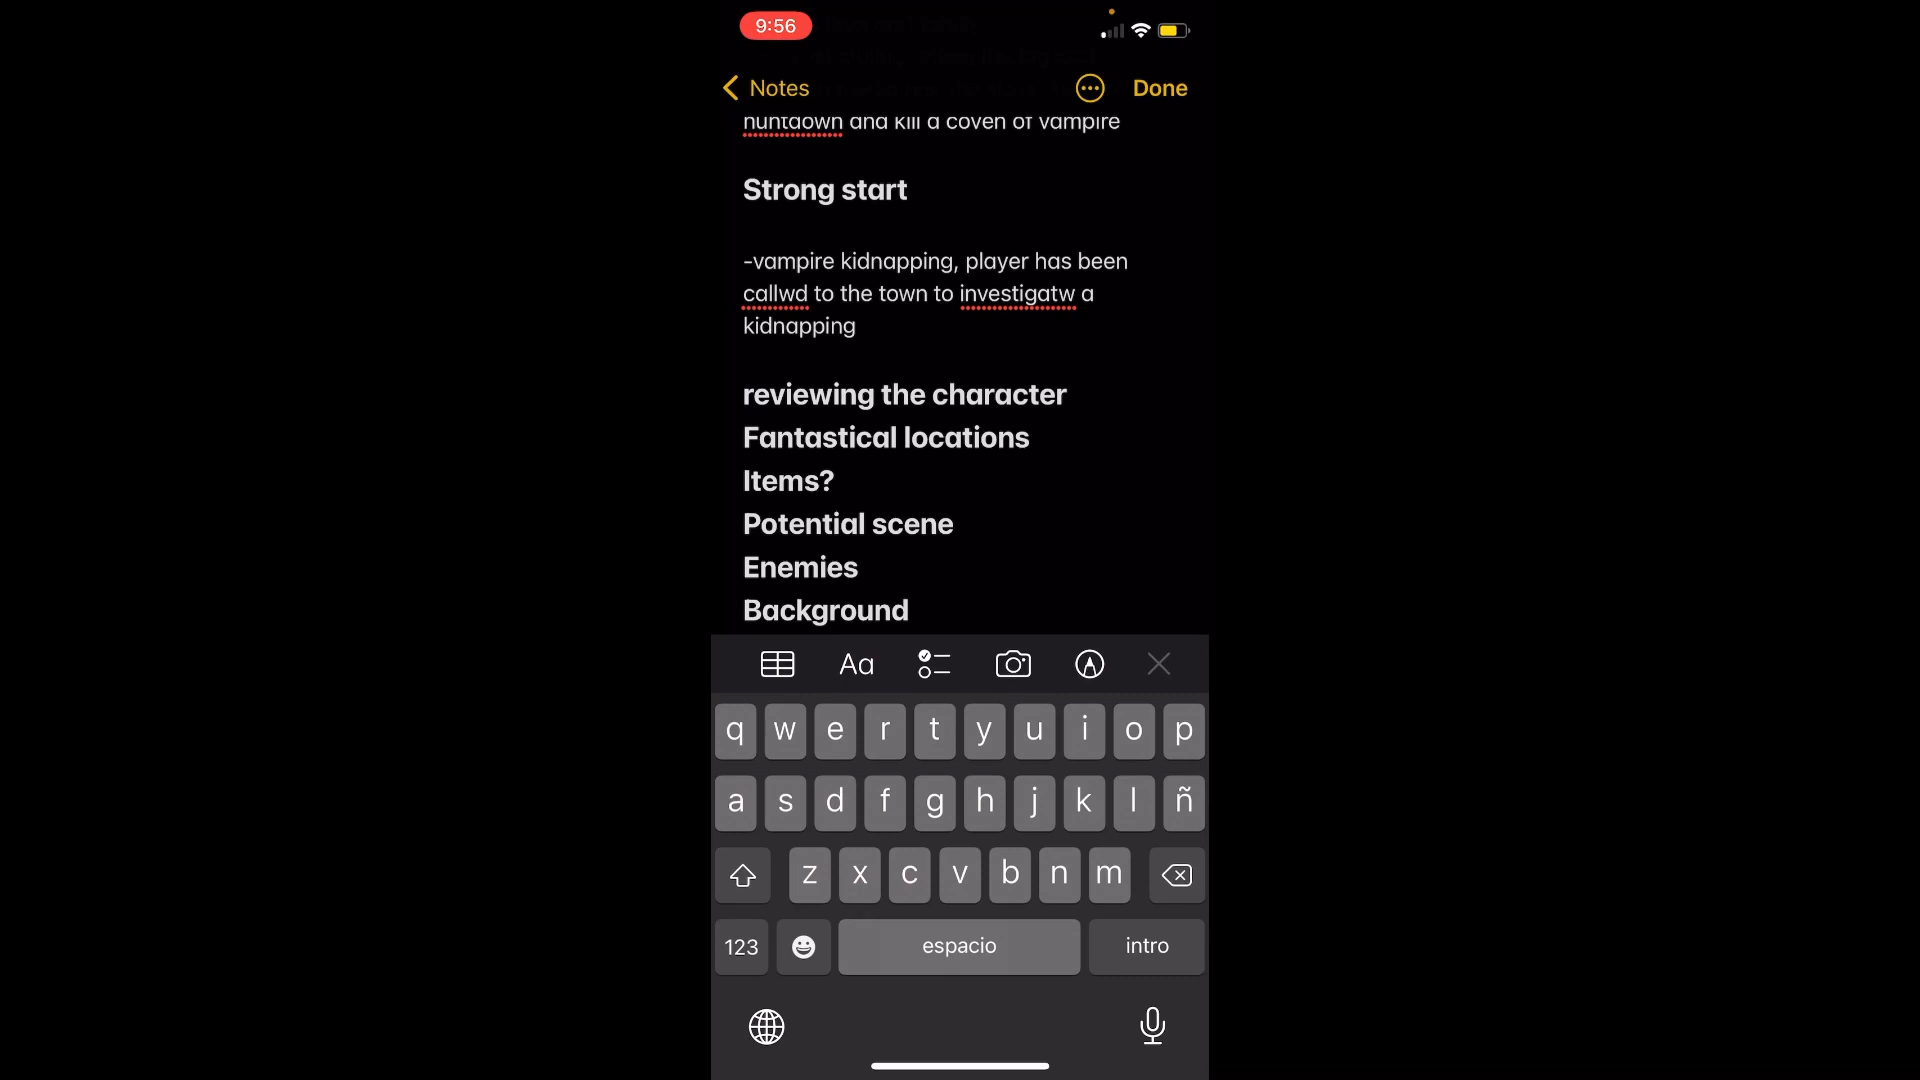 9:56
Notes
Done
huntdown and kill a coven of vampire
Strong start
-vampire kidnapping, player has been
callwd to the town to investigatw a
kidnapping
reviewing the character
Fantastical locations
Items?
Potential scene
Enemies
Background
Aa
q w e r t y u i o p
a s d f g h j k l ñ
z x c v b n m
123 espacio intro